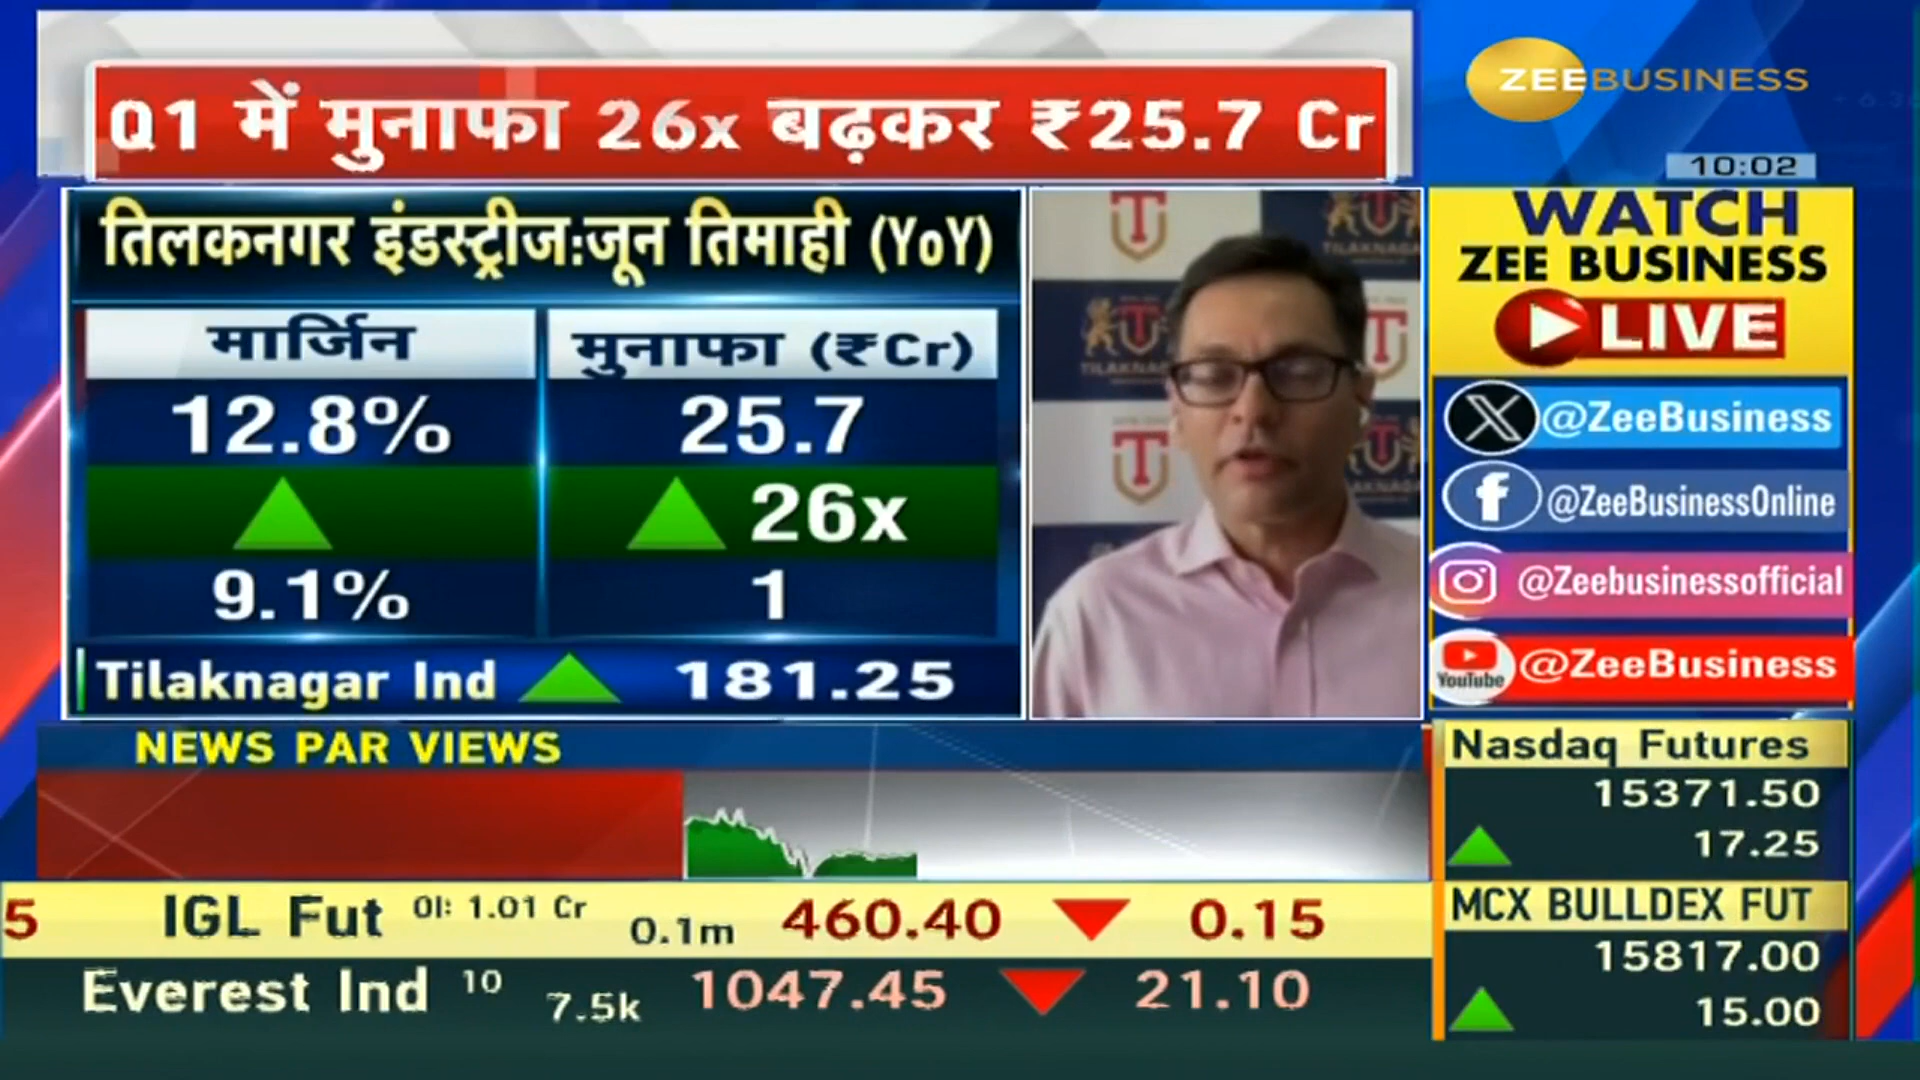 Q1 में मुनाफा 26x बढ़कर ₹25.7 Cr
ZEEBUSINESS
10:02
तिलकनगर इंडस्ट्रीज:जून तिमाही (YoY)
मार्जिन मुनाफा (₹Cr)
12.8% 25.7
26x
9.1% 1
Tilaknagar Ind 181.25
WATCH
ZEE BUSINESS
LIVE
@ZeeBusiness
@ZeeBusinessOnline
@Zeebusinessofficial
YouTube @ZeeBusiness
NEWS PAR VIEWS
Nasdaq Futures
15371.50
17.25
MCX BULLDEX FUT
15817.00
15.00
5 IGL Fut OI: 1.01 Cr 0.1m 460.40 0.15
Everest Ind 10 7.5k 1047.45 21.10